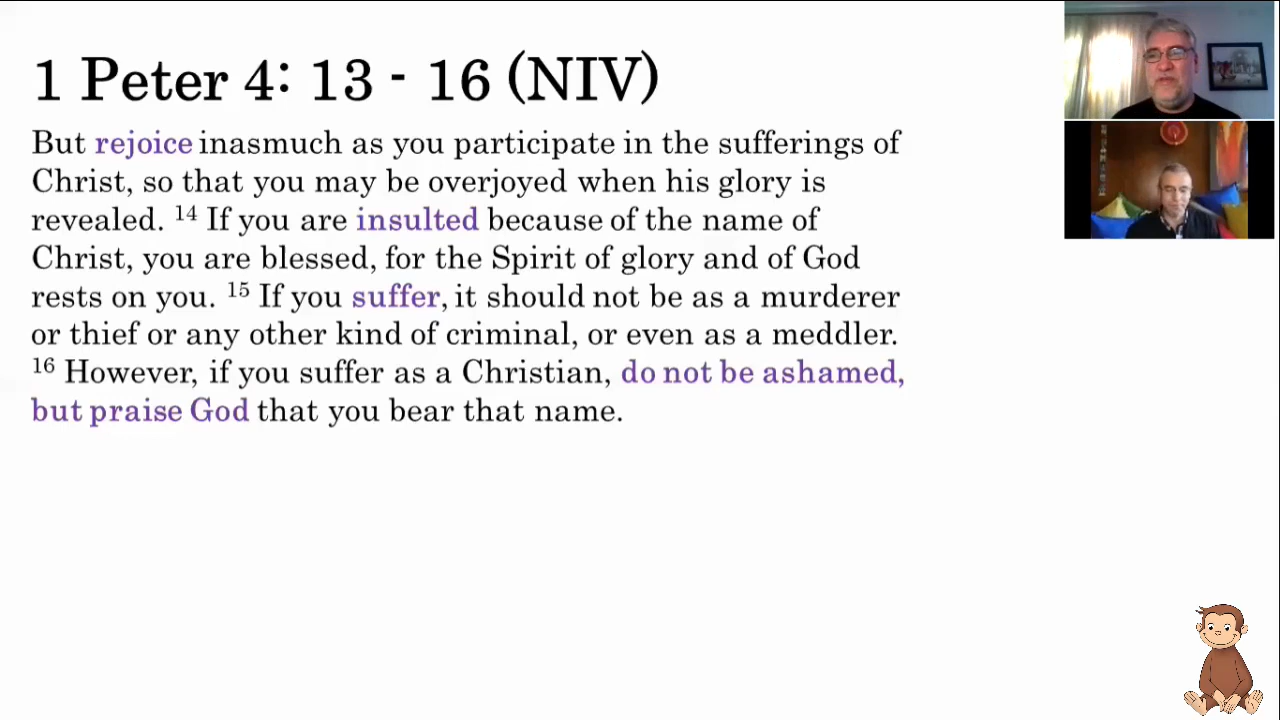 1 Peter 4: 13 - 16 (NIV)
But rejoice inasmuch as you participate in the sufferings of
Christ, so that you may be overjoyed when his glory is
revealed. 14 If you are insulted because of the name of
Christ, you are blessed, for the Spirit of glory and of God
rests on you. 15 If you suffer, it should not be as a murderer
or thief or any other kind of criminal, or even as a meddler.
16 However, if you suffer as a Christian, do not be ashamed,
but praise God that you bear that name.